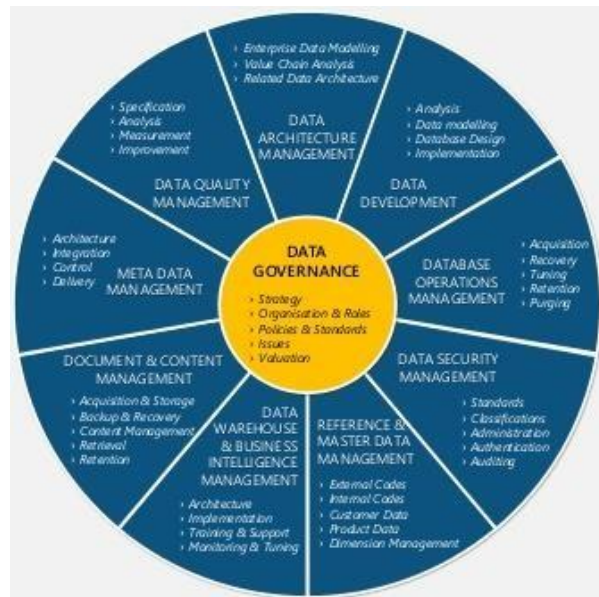 › Enterprise Data Modelling
› Value Chain Analysis
› Related Data Architecture
DATA
ARCHITECTURE
MANAGEMENT
› Analysis
› Data modelling
› Database Design
› Implementation
DATA
DEVELOPMENT
› Acquisition
› Recovery
› Tuning
› Retention
› Purging
DATABASE
OPERATIONS
MANAGEMENT
DATA SECURITY
MANAGEMENT
› Standards
› Classifications
› Administration
› Authentication
› Auditing
REFERENCE &
MASTER DATA
MANAGEMENT
› External Codes
› Internal Codes
› Customer Data
› Product Data
› Dimension Management
DATA
WAREHOUSE
& BUSINESS
INTELLIGENCE
MANAGEMENT
› Architecture
› Implementation
› Training & Support
› Monitoring & Tuning
DOCUMENT & CONTENT
MANAGEMENT
› Acquisition & Storage
› Backup & Recovery
› Content Management
› Retrieval
› Retention
› Architecture
› Integration
› Control
› Delivery
META DATA
MANAGEMENT
› Specification
› Analysis
› Measurement
› Improvement
DATA QUALITY
MANAGEMENT
DATA
GOVERNANCE
› Strategy
› Organisation & Roles
› Policies & Standards
› Issues
› Valuation